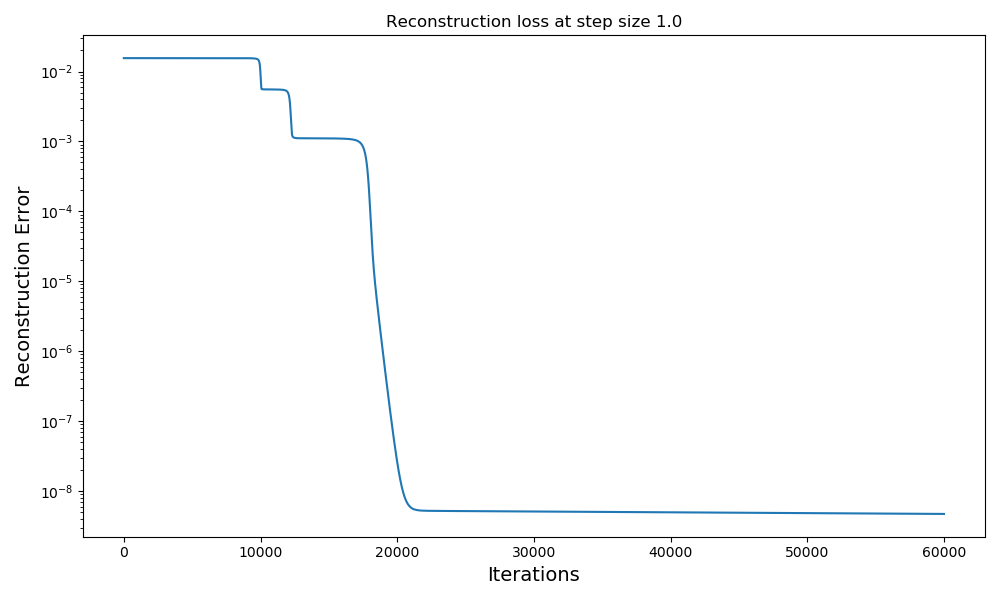 Reconstruction loss at step size 1.0
Reconstruction Error
10⁻²
10⁻³
10⁻⁴
10⁻⁵
10⁻⁶
10⁻⁷
10⁻⁸
0 10000 20000 30000 40000 50000 60000
Iterations